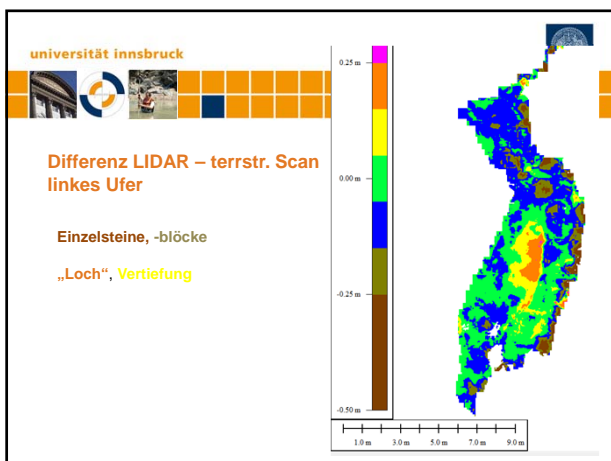 universität innsbruck
Differenz LIDAR – terrstr. Scan
linkes Ufer
Einzelsteine, -blöcke
„Loch“, Vertiefung
0.25 m
0.00 m
-0.25 m
-0.50 m
1.0 m 3.0 m 5.0 m 7.0 m 9.0 m